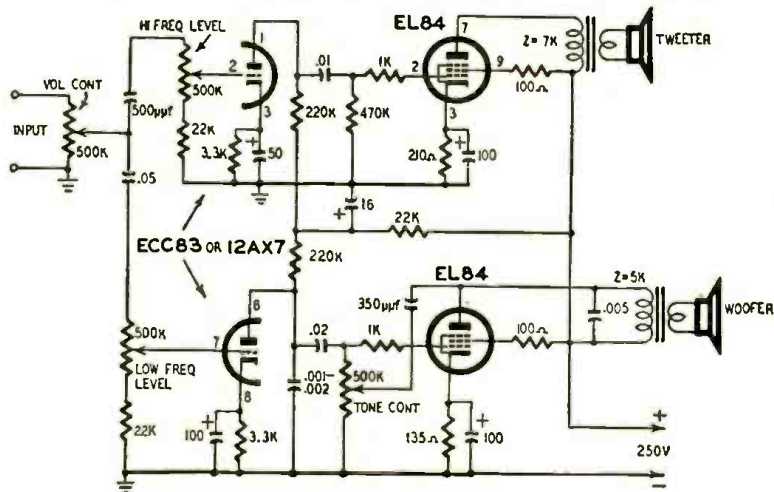 HI FREQ LEVEL
EL84
Z=7K
TWEETER
1
2
3
7
2
9
3
.01
1K
100Ω
VOL CONT
500K
500μμf
INPUT
500K
22K
220K
470K
3.3K
+
50
210Ω
+
100
.05
+
16
22K
ECC83 OR 12AX7
220K
EL84
Z=5K
WOOFER
6
7
8
350μμf
.005
500K
LOW FREQ
LEVEL
.02
1K
100Ω
.001-
.002
500K
TONE CONT
22K
+
100
3.3K
135Ω
+
100
+
250V
−